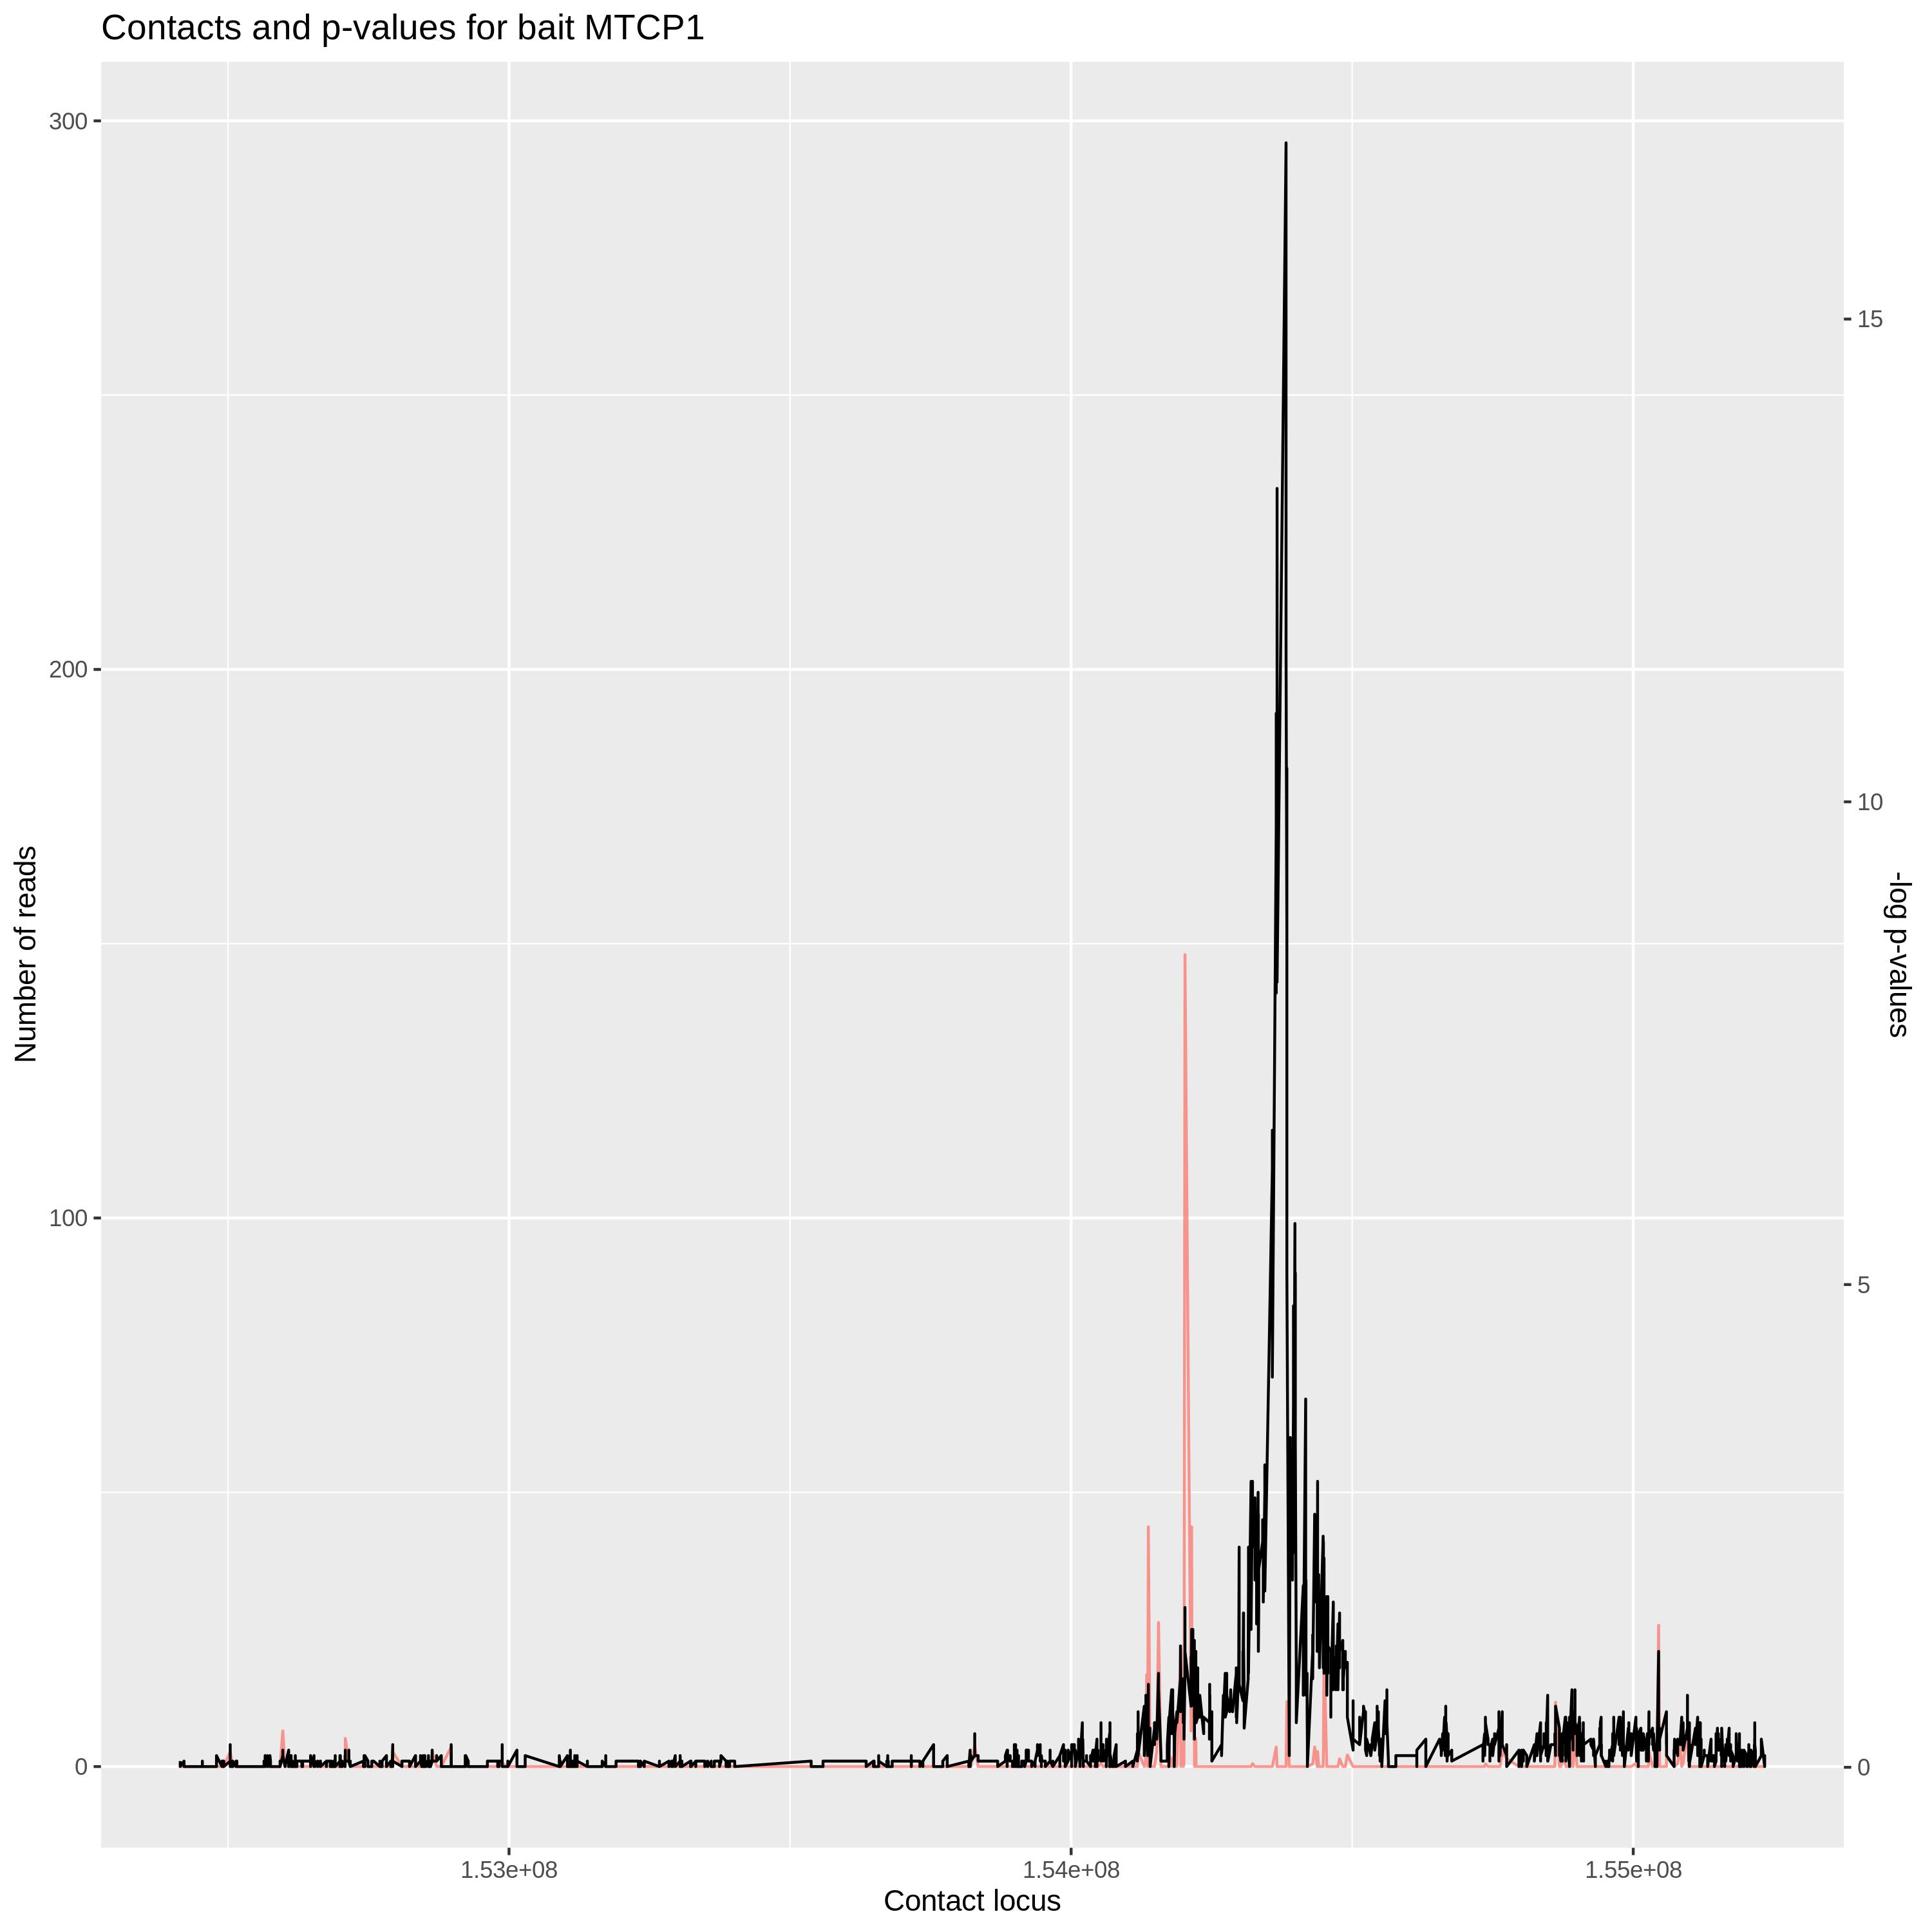 Contacts and p-values for bait MTCP1
300
200
100
0
Number of reads
15
10
5
0
-log p-values
1.53e+08
1.54e+08
1.55e+08
Contact locus